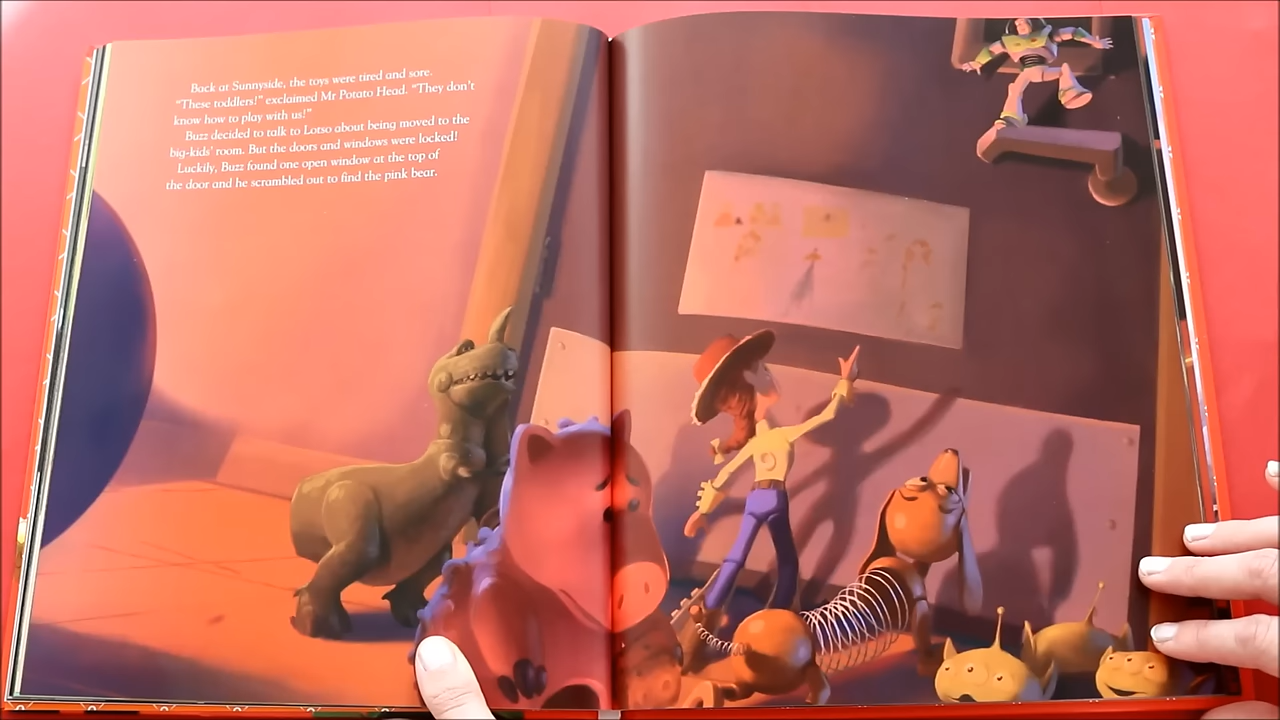 Back at Sunnyside, the toys were tired and sore.
“These toddlers!” exclaimed Mr Potato Head. “They don’t
know how to play with us!”
Buzz decided to talk to Lotso about being moved to the
big-kids’ room. But the doors and windows were locked!
Luckily, Buzz found one open window at the top of
the door and he scrambled out to find the pink bear.